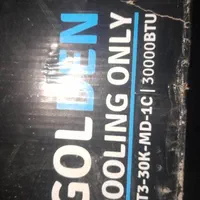 GOLDEN
OOLING ONLY
T3-30K-MD-1C | 30000BTU